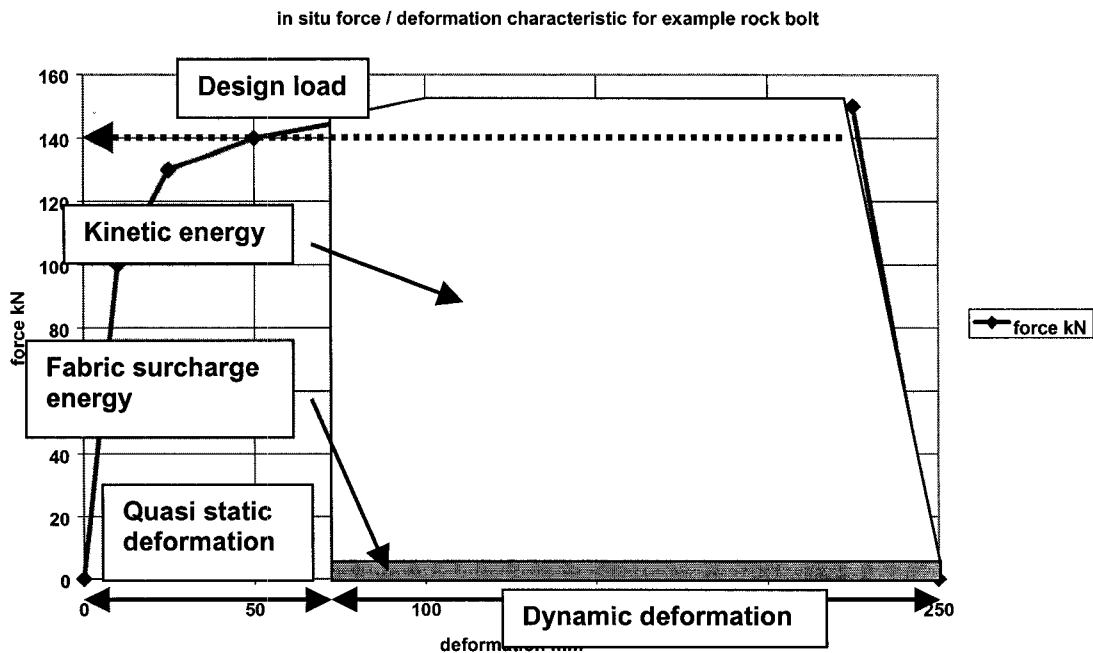 in situ force / deformation characteristic for example rock bolt
160
Design load
140
120
Kinetic energy
100
force kN
80
force kN
Fabric surcharge
energy
40
20
Quasi static
deformation
0
0
50
100
250
Dynamic deformation